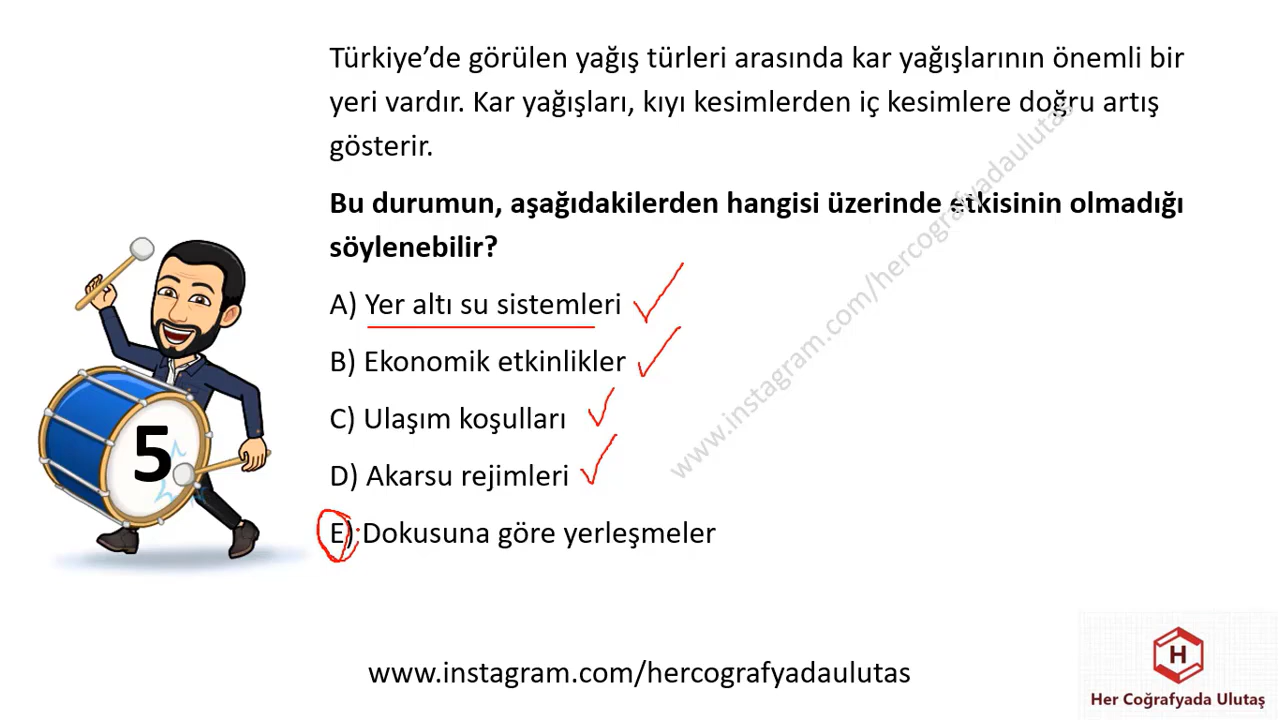 Türkiye’de görülen yağış türleri arasında kar yağışlarının önemli bir
yeri vardır. Kar yağışları, kıyı kesimlerden iç kesimlere doğru artış
gösterir.
Bu durumun, aşağıdakilerden hangisi üzerinde etkisinin olmadığı
söylenebilir?
A) Yer altı su sistemleri
B) Ekonomik etkinlikler
C) Ulaşım koşulları
D) Akarsu rejimleri
E) Dokusuna göre yerleşmeler
5
www.instagram.com/hercografyadaulutas
www.instagram.com/hercografyadaulutas
H
Her Coğrafyada Ulutaş